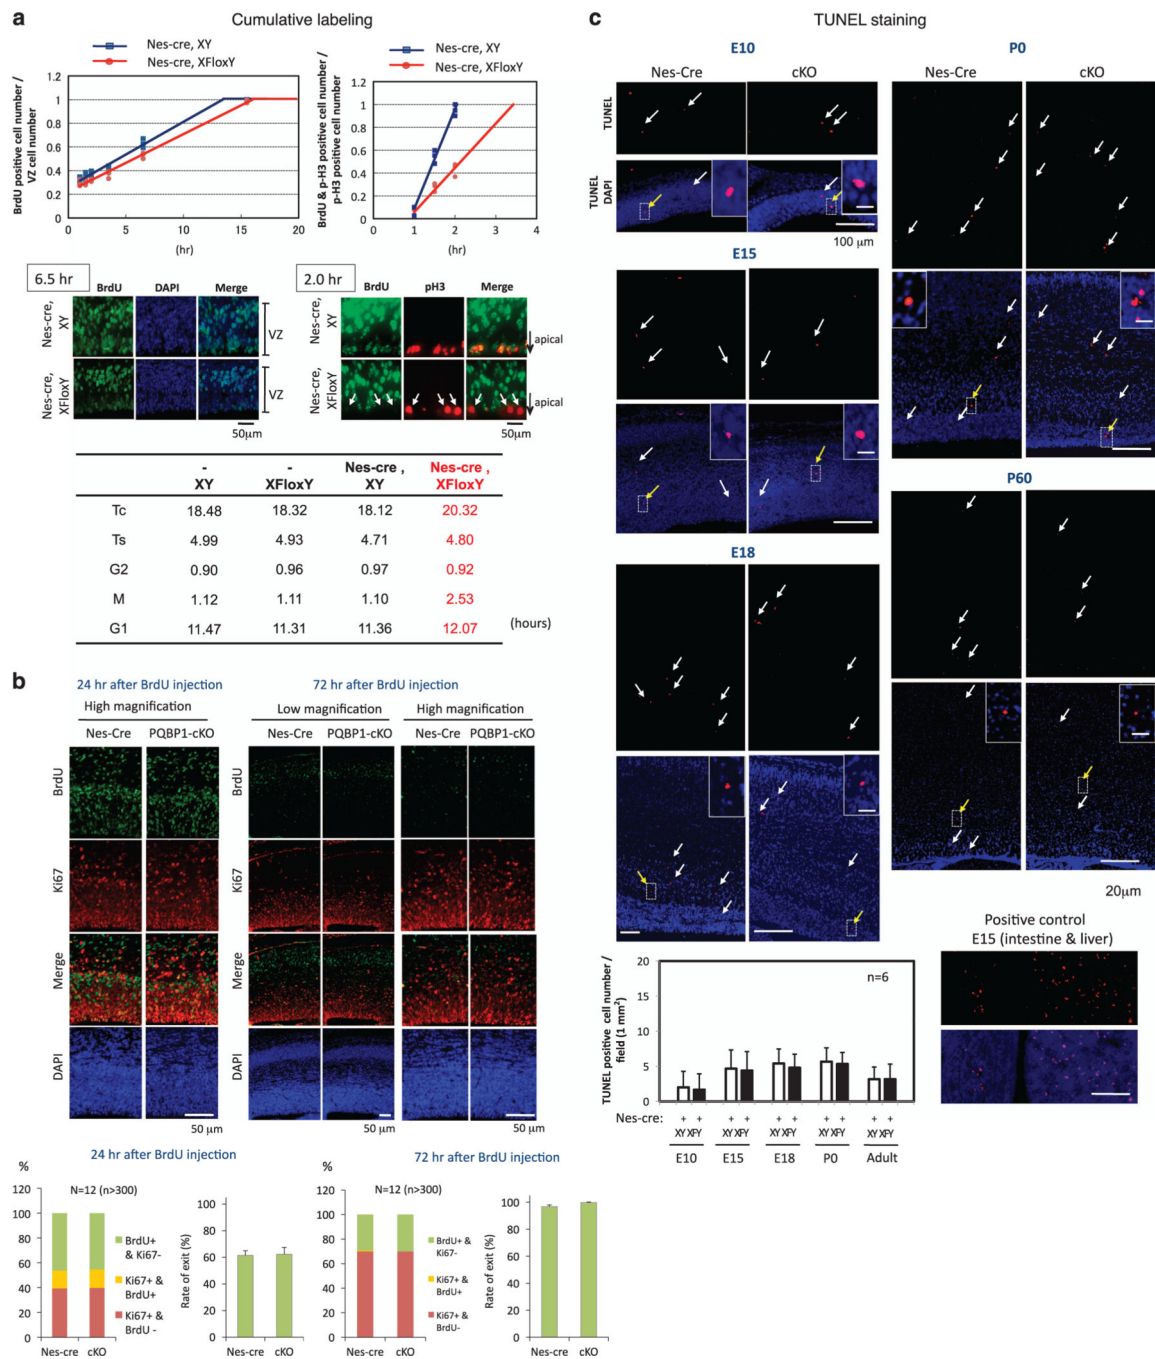 a
Cumulative labeling
Nes-cre, XY
Nes-cre, XFloxY
BrdU positive cell number /
VZ cell number
1.2
1
0.8
0.6
0.4
0.2
0
0 5 10 15 20
(hr)
Nes-cre, XY
Nes-cre, XFloxY
BrdU & p-H3 positive cell number /
p-H3 positive cell number
1.2
1
0.8
0.6
0.4
0.2
0
0 1 2 3 4
(hr)
6.5 hr
BrdU DAPI Merge
Nes-cre,
XY
VZ
Nes-cre,
XFloxY
VZ
50μm
2.0 hr
BrdU pH3 Merge
Nes-cre,
XY
apical
Nes-cre,
XFloxY
apical
50μm
- - Nes-cre , Nes-cre ,
XY XFloxY XY XFloxY
Tc 18.48 18.32 18.12 20.32
Ts 4.99 4.93 4.71 4.80
G2 0.90 0.96 0.97 0.92
M 1.12 1.11 1.10 2.53
G1 11.47 11.31 11.36 12.07
(hours)
b
24 hr after BrdU injection
High magnification
Nes-Cre PQBP1-cKO
72 hr after BrdU injection
Low magnification High magnification
Nes-Cre PQBP1-cKO Nes-Cre PQBP1-cKO
BrdU
Ki67
Merge
DAPI
50 μm
BrdU
Ki67
Merge
DAPI
50 μm 50 μm
24 hr after BrdU injection
%
N=12 (n>300)
120
100
80
60
40
20
0
Nes-cre cKO
BrdU+
& Ki67-
Ki67+ &
BrdU+
Ki67+ &
BrdU -
Rate of exit (%)
100
80
60
40
20
0
Nes-cre cKO
72 hr after BrdU injection
%
N=12 (n>300)
120
100
80
60
40
20
0
Nes-cre cKO
BrdU+ &
Ki67-
Ki67+ &
BrdU+
Ki67+ &
BrdU-
Rate of exit (%)
100
80
60
40
20
0
Nes-cre cKO
c
TUNEL staining
E10
Nes-Cre cKO
TUNEL
TUNEL
DAPI
100 μm
E15
E18
P0
Nes-Cre cKO
P60
20μm
Positive control
E15 (intestine & liver)
TUNEL positive cell number /
field (1 mm²)
20
15
10
5
0
n=6
Nes-cre: + + + + + + + + + +
XY XFY XY XFY XY XFY XY XFY XY XFY
E10 E15 E18 P0 Adult